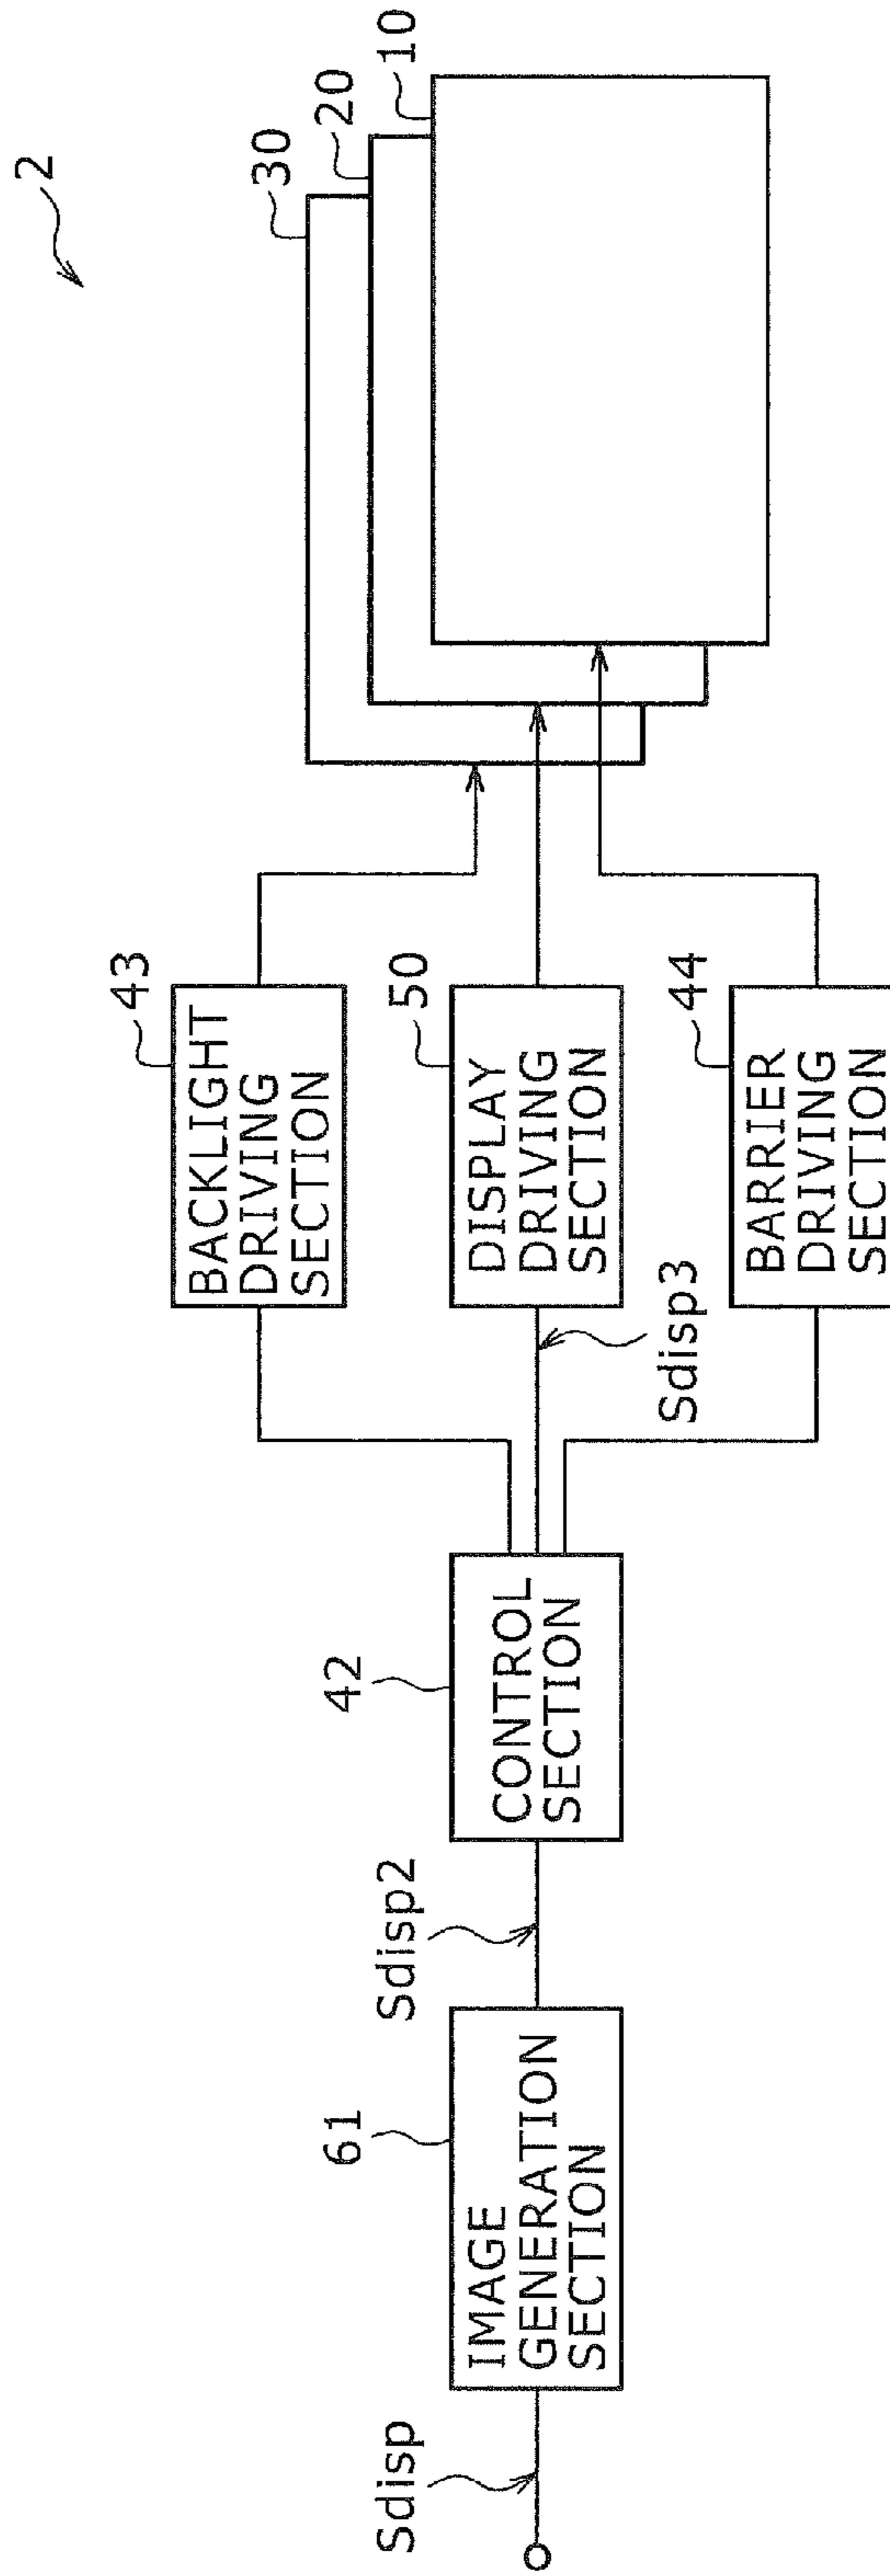 2
30
20
10
43
BACKLIGHT
DRIVING
SECTION
50
DISPLAY
DRIVING
SECTION
44
BARRIER
DRIVING
SECTION
Sdisp3
42
CONTROL
SECTION
Sdisp2
61
IMAGE
GENERATION
SECTION
Sdisp